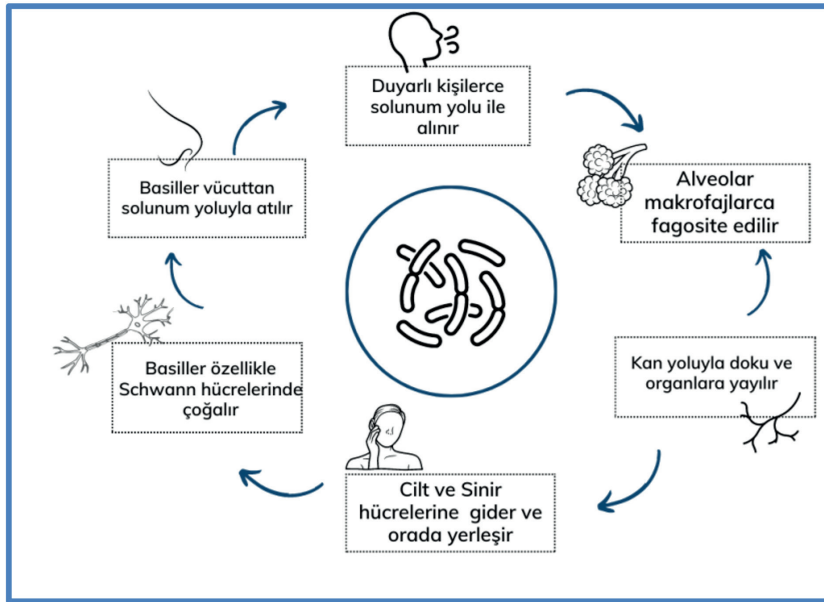 Duyarlı kişilerce
solunum yolu ile
alınır
Alveolar
makrofajlarca
fagosite edilir
Kan yoluyla doku ve
organlara yayılır
Cilt ve Sinir
hücrelerine gider ve
orada yerleşir
Basiller özellikle
Schwann hücrelerinde
çoğalır
Basiller vücuttan
solunum yoluyla atılır